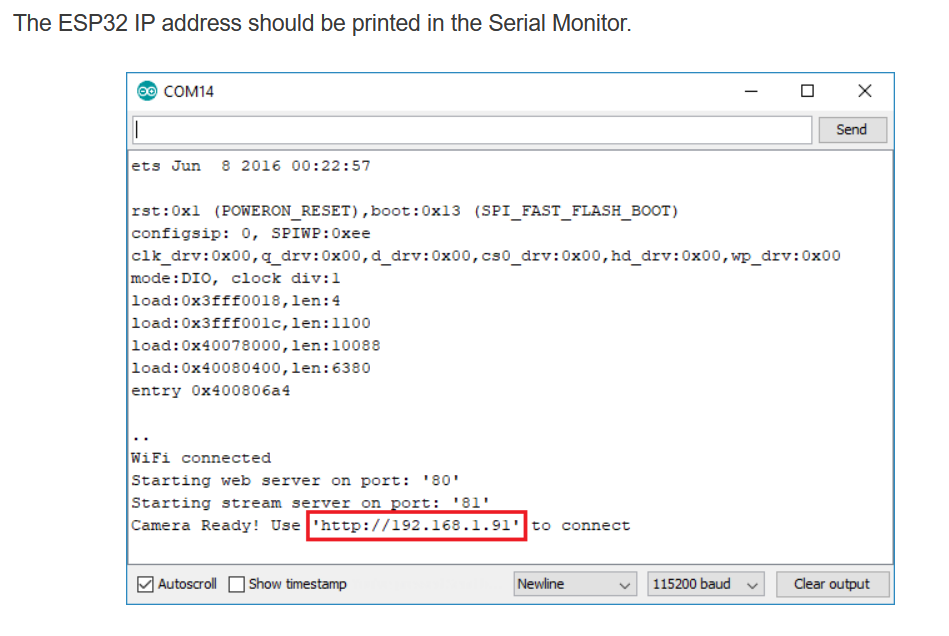 The ESP32 IP address should be printed in the Serial Monitor.
COM14
Send
ets Jun  8 2016 00:22:57
rst:0x1 (POWERON_RESET),boot:0x13 (SPI_FAST_FLASH_BOOT)
configsip: 0, SPIWP:0xee
clk_drv:0x00,q_drv:0x00,d_drv:0x00,cs0_drv:0x00,hd_drv:0x00,wp_drv:0x00
mode:DIO, clock div:1
load:0x3fff0018,len:4
load:0x3fff001c,len:1100
load:0x40078000,len:10088
load:0x40080400,len:6380
entry 0x400806a4
..
WiFi connected
Starting web server on port: '80'
Starting stream server on port: '81'
Camera Ready! Use 'http://192.168.1.91' to connect
Autoscroll Show timestamp Newline 115200 baud Clear output